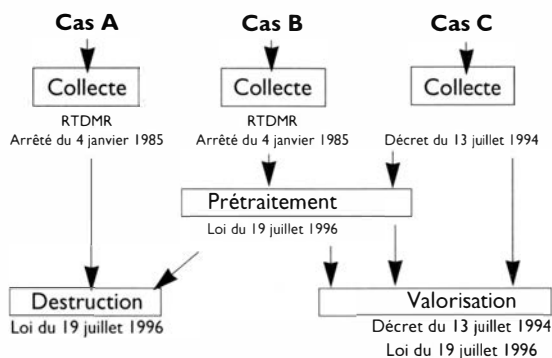 Cas A Cas B Cas C
Collecte Collecte Collecte
RTDMR RTDMR
Arrêté du 4 janvier 1985 Arrêté du 4 janvier 1985 Décret du 13 juillet 1994
Prétraitement
Loi du 19 juillet 1996
Destruction Valorisation
Loi du 19 juillet 1996 Décret du 13 juillet 1994
Loi du 19 juillet 1996